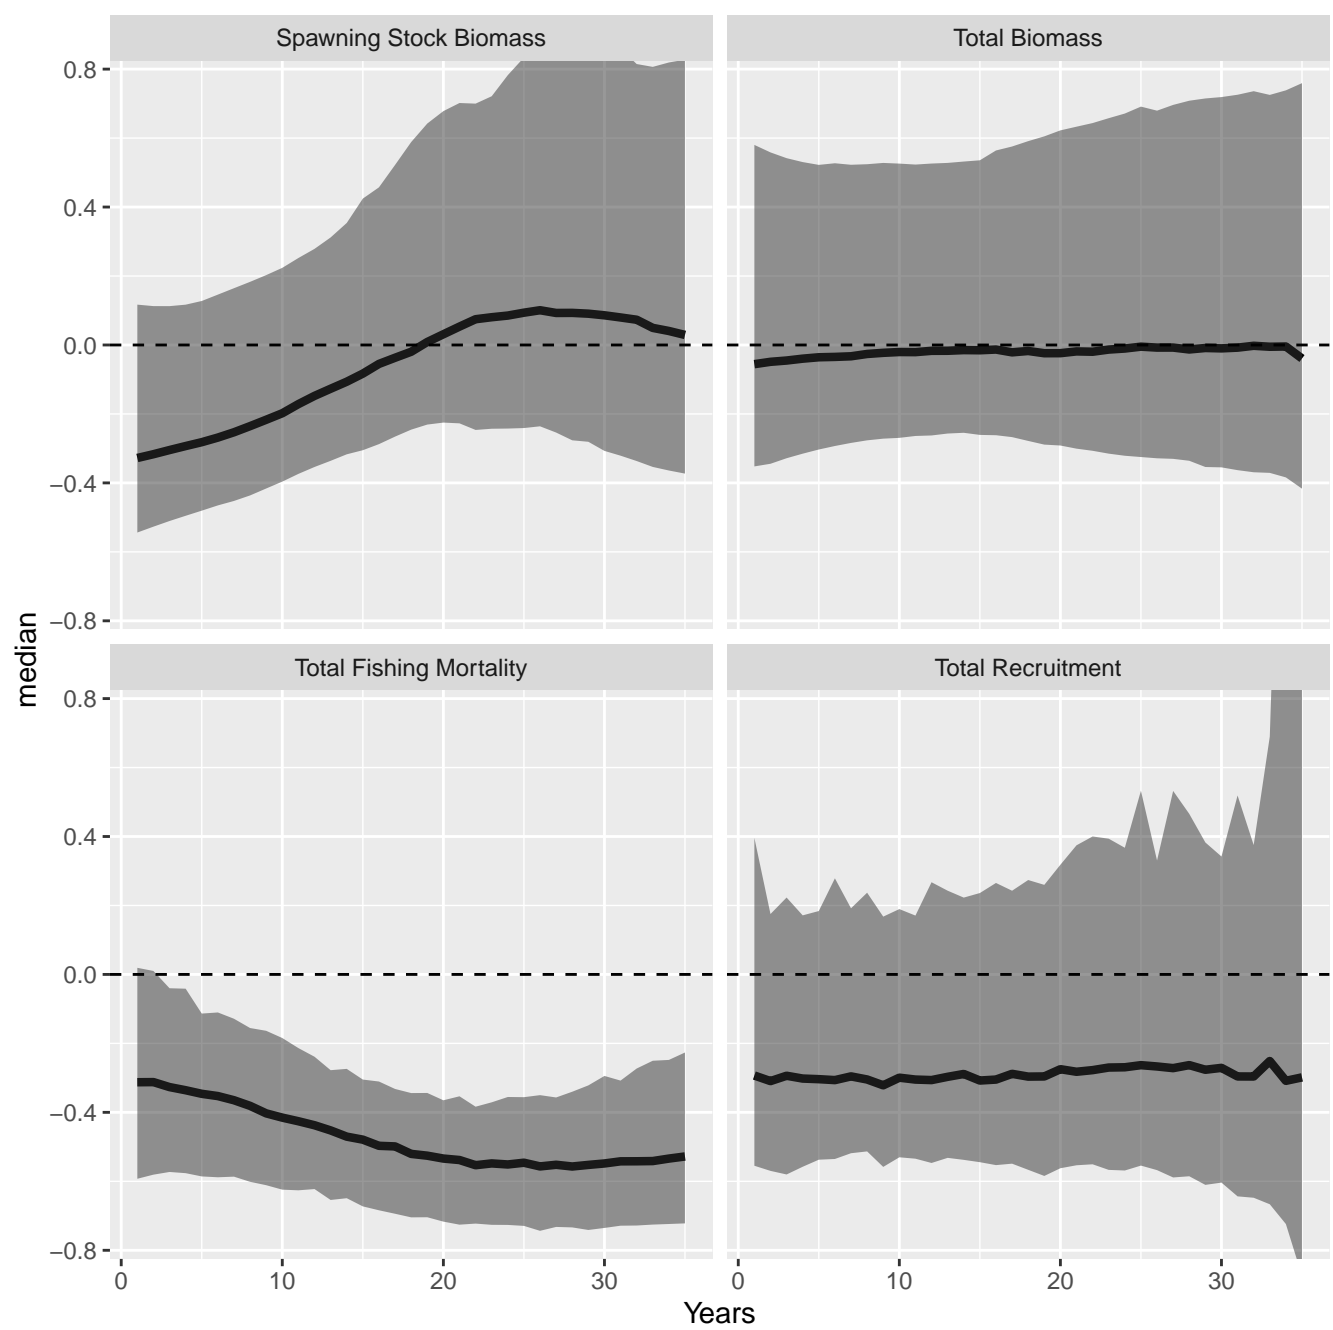 Spawning Stock Biomass
Total Biomass
0.8
0.4
0.0
−0.4
−0.8
median
Total Fishing Mortality
Total Recruitment
0.8
0.4
0.0
−0.4
−0.8
0 10 20 30
0 10 20 30
Years